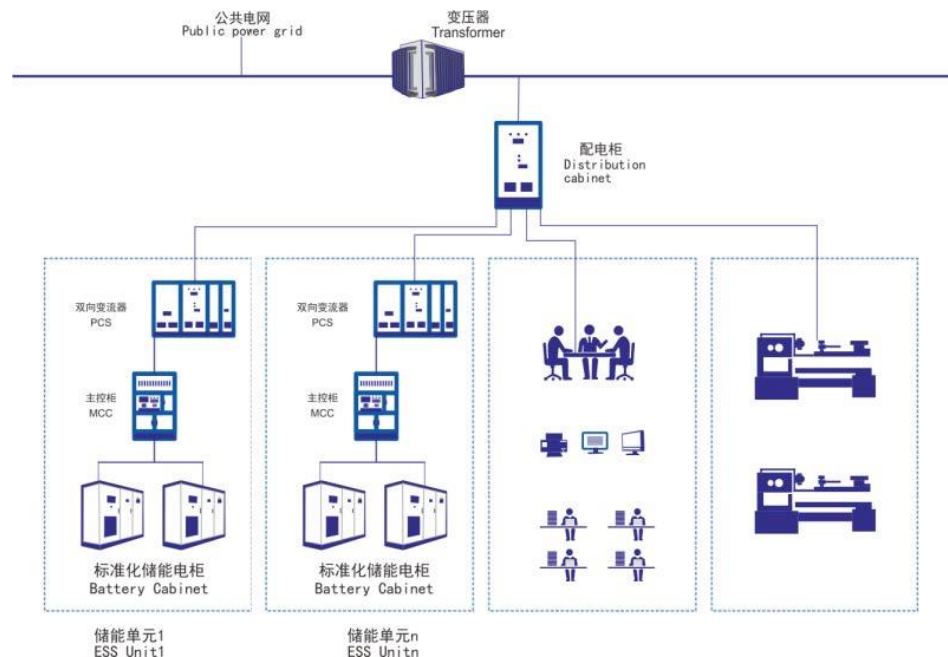 公共电网
Public power grid
变压器
Transformer
配电柜
Distribution
cabinet
双向变流器
PCS
双向变流器
PCS
主控柜
MCC
主控柜
MCC
标准化储能电柜
Battery Cabinet
标准化储能电柜
Battery Cabinet
储能单元1
ESS Unit1
储能单元n
ESS Unitn